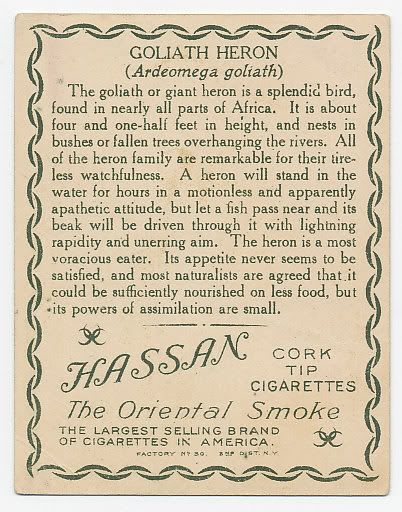 GOLIATH HERON
(Ardeomega goliath)
The goliath or giant heron is a splendid bird,
found in nearly all parts of Africa. It is about
four and one-half feet in height, and nests in
bushes or fallen trees overhanging the rivers. All
of the heron family are remarkable for their tire-
less watchfulness. A heron will stand in the
water for hours in a motionless and apparently
apathetic attitude, but let a fish pass near and its
beak will be driven through it with lightning
rapidity and unerring aim. The heron is a most
voracious eater. Its appetite never seems to be
satisfied, and most naturalists are agreed that it
could be sufficiently nourished on less food, but
its powers of assimilation are small.
HASSAN
CORK
TIP
CIGARETTES
The Oriental Smoke
THE LARGEST SELLING BRAND
OF CIGARETTES IN AMERICA.
FACTORY Nº 30. 3RD DIST. N.Y.